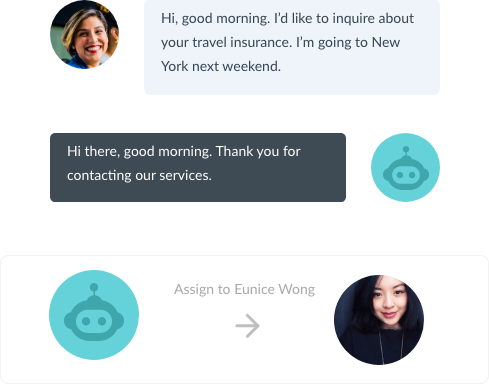 Hi, good morning. I'd like to inquire about
your travel insurance. I'm going to New
York next weekend.
Hi there, good morning. Thank you for
contacting our services.
Assign to Eunice Wong